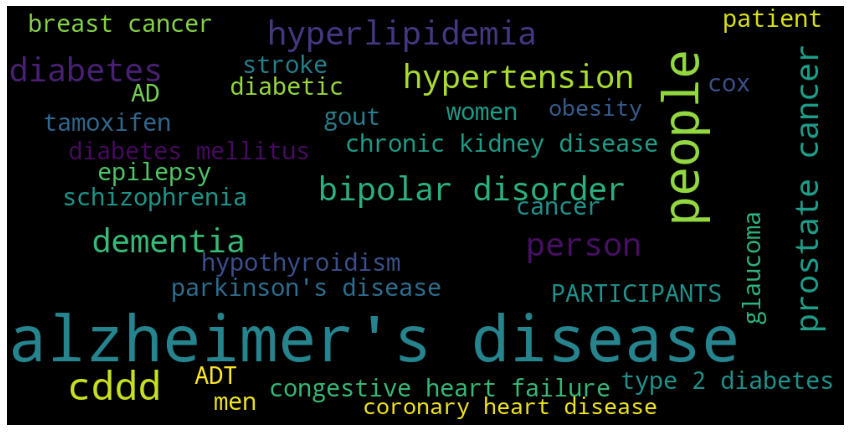 breast cancer
patient
hyperlipidemia
diabetes
stroke
hypertension
people
prostate cancer
AD
diabetic
cox
tamoxifen
gout
women
obesity
diabetes mellitus
chronic kidney disease
epilepsy
schizophrenia
bipolar disorder
cancer
dementia
person
glaucoma
hypothyroidism
parkinson's disease
PARTICIPANTS
alzheimer's disease
cddd
ADT
men
congestive heart failure
type 2 diabetes
coronary heart disease